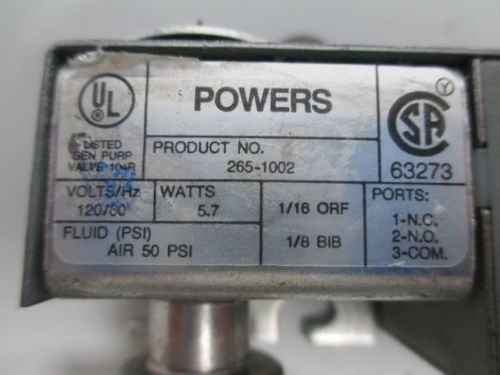 UL
®
LISTED
GEN PURP
VALVE 104R
POWERS
PRODUCT NO.
265-1002
Y
CSA
63273
VOLTS/Hz
120/60
WATTS
5.7
1/16 ORF
1/8 BIB
PORTS:
1-N.C.
2-N.O.
3-COM.
FLUID (PSI)
AIR 50 PSI